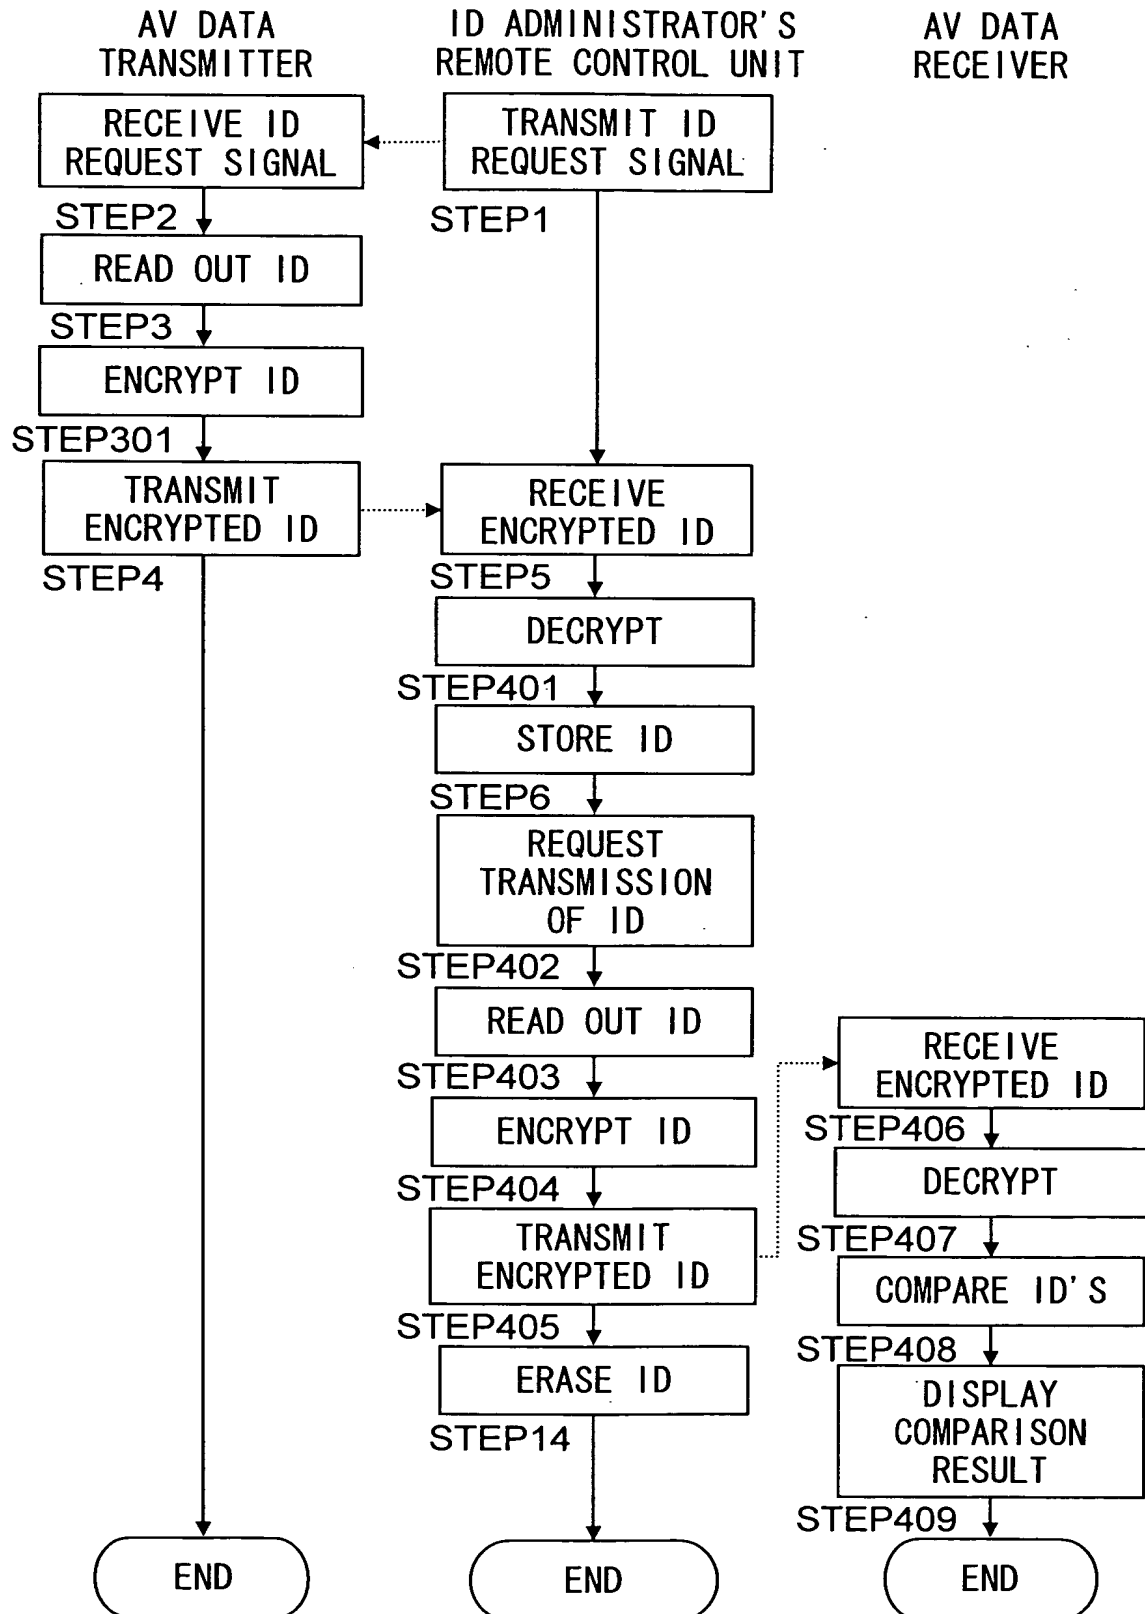 AV DATA
TRANSMITTER
ID ADMINISTRATOR'S
REMOTE CONTROL UNIT
AV DATA
RECEIVER
RECEIVE ID
REQUEST SIGNAL
TRANSMIT ID
REQUEST SIGNAL
STEP2
STEP1
READ OUT ID
STEP3
ENCRYPT ID
STEP301
TRANSMIT
ENCRYPTED ID
RECEIVE
ENCRYPTED ID
STEP4
STEP5
DECRYPT
STEP401
STORE ID
STEP6
REQUEST
TRANSMISSION
OF ID
STEP402
READ OUT ID
RECEIVE
ENCRYPTED ID
STEP403
STEP406
ENCRYPT ID
DECRYPT
STEP404
STEP407
TRANSMIT
ENCRYPTED ID
COMPARE ID'S
STEP405
STEP408
ERASE ID
DISPLAY
COMPARISON
RESULT
STEP14
STEP409
END
END
END